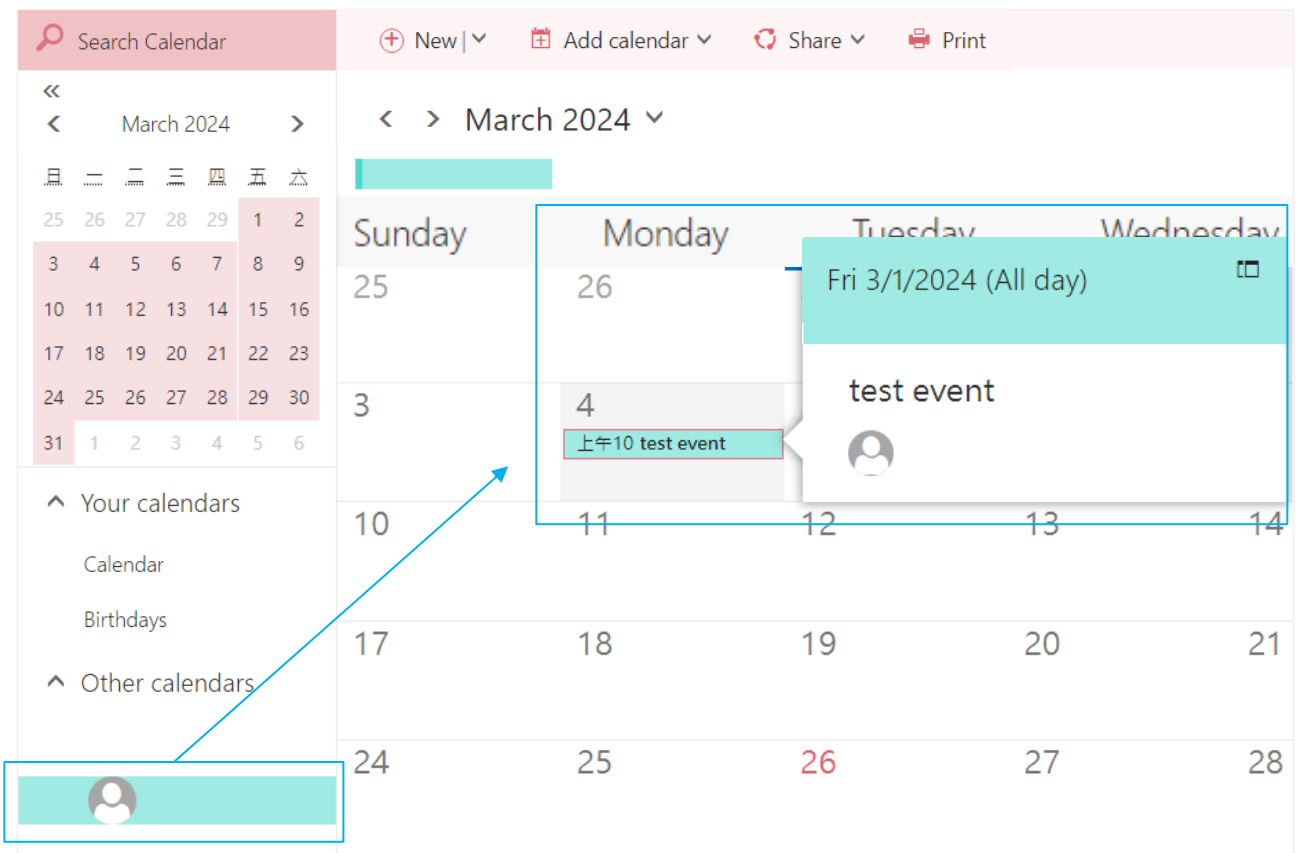 Search Calendar
New | Add calendar Share Print
«
March 2024
日 一 二 三 四 五 六
25 26 27 28 29 1 2
3 4 5 6 7 8 9
10 11 12 13 14 15 16
17 18 19 20 21 22 23
24 25 26 27 28 29 30
31 1 2 3 4 5 6
Your calendars
Calendar
Birthdays
Other calendars
March 2024
Sunday Monday Tuesday Wednesday
25 26
Fri 3/1/2024 (All day)
test event
3 4
上午10 test event
10 11 12 13 14
17 18 19 20 21
24 25 26 27 28